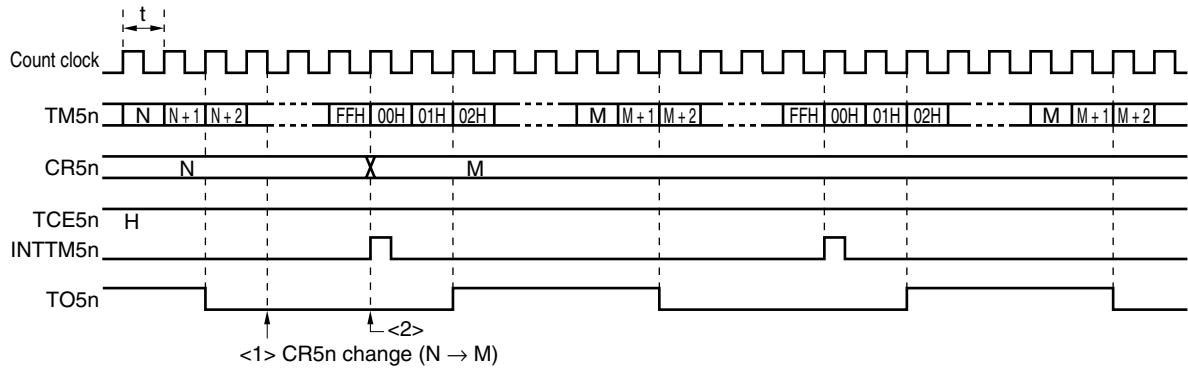 t
Count clock
TM5n N N + 1 N + 2 FFH 00H 01H 02H M M + 1 M + 2 FFH 00H 01H 02H M M + 1 M + 2
CR5n N M
TCE5n H
INTTM5n
TO5n
<2>
<1> CR5n change (N → M)